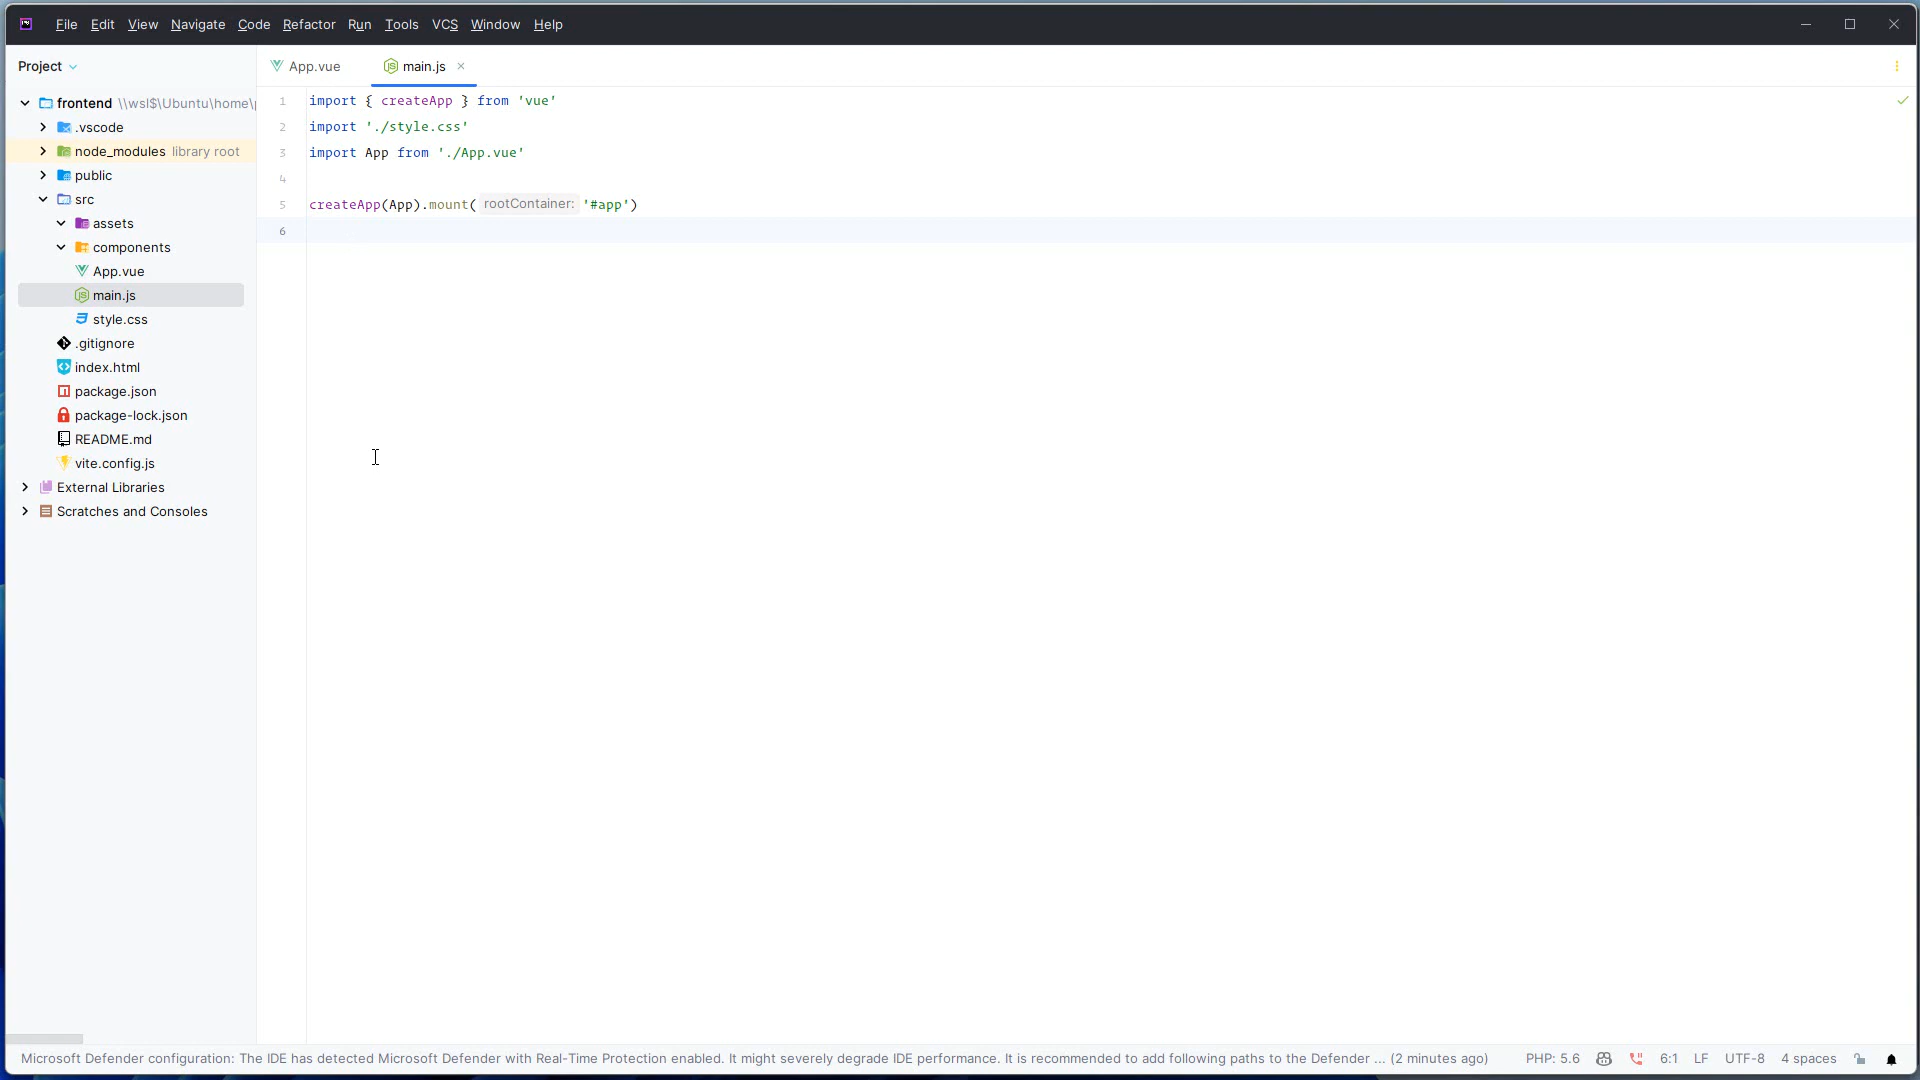 File Edit View Navigate Code Refactor Run Tools VCS Window Help
Project
App.vue
main.js
frontend \\wsl$\Ubuntu\home\
.vscode
node_modules library root
public
src
assets
components
App.vue
main.js
style.css
.gitignore
index.html
package.json
package-lock.json
README.md
vite.config.js
External Libraries
Scratches and Consoles
1 import { createApp } from 'vue'
2 import './style.css'
3 import App from './App.vue'
4
5 createApp(App).mount( rootContainer: '#app')
6
Microsoft Defender configuration: The IDE has detected Microsoft Defender with Real-Time Protection enabled. It might severely degrade IDE performance. It is recommended to add following paths to the Defender ... (2 minutes ago) PHP: 5.6 6:1 LF UTF-8 4 spaces